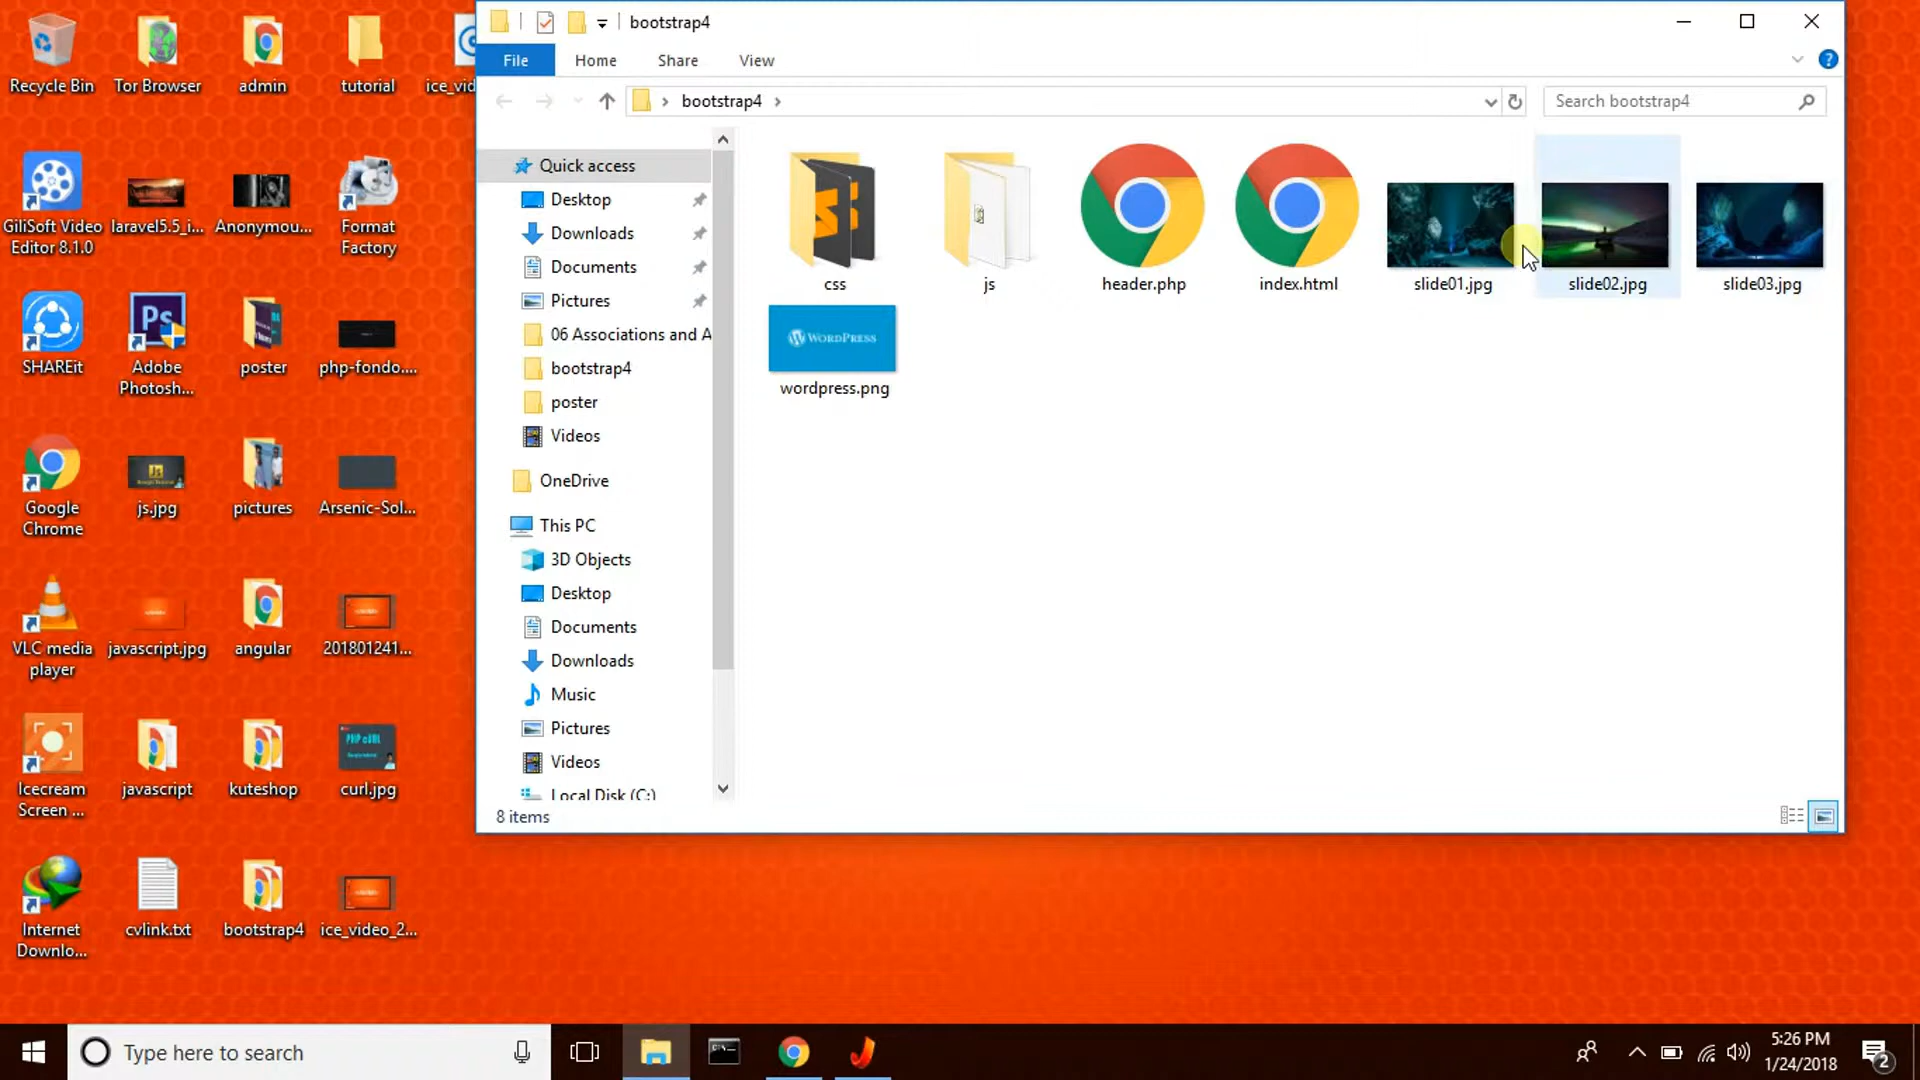 Recycle Bin
Tor Browser
admin
tutorial
ice_vid
GiliSoft Video
Editor 8.1.0
laravel5.5_i...
Anonymou...
Format
Factory
SHAREit
Adobe
Photosh...
poster
php-fondo....
Google
Chrome
js.jpg
pictures
Arsenic-Sol...
VLC media
player
javascript.jpg
angular
201801241...
Icecream
Screen ...
javascript
kuteshop
curl.jpg
Internet
Downlo...
cvlink.txt
bootstrap4
ice_video_2...
bootstrap4
File
Home
Share
View
bootstrap4
Search bootstrap4
Quick access
Desktop
Downloads
Documents
Pictures
06 Associations and A
bootstrap4
poster
Videos
OneDrive
This PC
3D Objects
Desktop
Documents
Downloads
Music
Pictures
Videos
Local Disk (C:)
css
js
header.php
index.html
slide01.jpg
slide02.jpg
slide03.jpg
WORDPRESS
wordpress.png
8 items
Type here to search
5:26 PM
1/24/2018
2